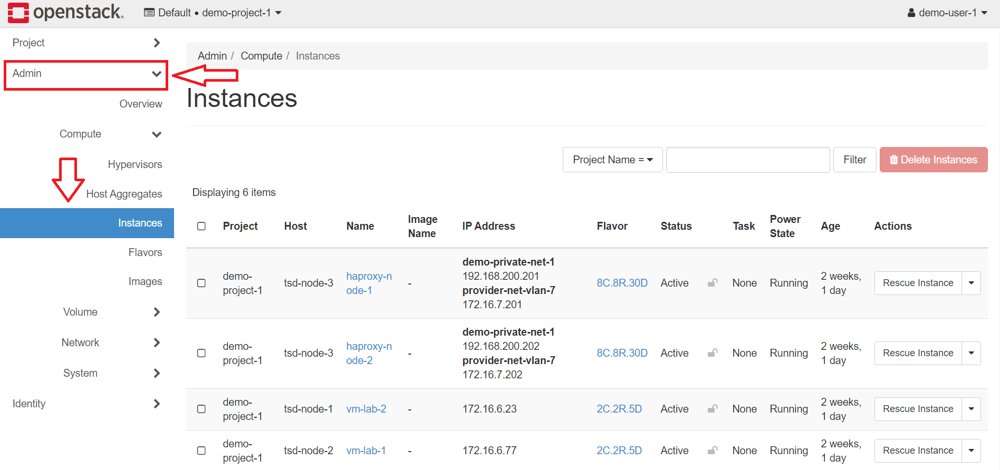 openstack.
Default • demo-project-1
demo-user-1
Project
Admin
Overview
Compute
Hypervisors
Host Aggregates
Instances
Flavors
Images
Volume
Network
System
Identity
Admin / Compute / Instances
Instances
Project Name =
Filter
Delete Instances
Displaying 6 items
Project Host Name Image Name IP Address Flavor Status Task Power State Age Actions
demo-private-net-1
demo- haproxy-n 192.168.200.201 2 weeks,
tsd-node-3 - 8C.8R.30D Active None Running Rescue Instance
project-1 ode-1 provider-net-vlan-7 1 day
172.16.7.201
demo-private-net-1
demo- haproxy-n 192.168.200.202 2 weeks,
tsd-node-3 - 8C.8R.30D Active None Running Rescue Instance
project-1 ode-2 provider-net-vlan-7 1 day
172.16.7.202
demo- 2 weeks,
tsd-node-1 vm-lab-2 - 172.16.6.23 2C.2R.5D Active None Running Rescue Instance
project-1 1 day
demo- 2 weeks,
tsd-node-2 vm-lab-1 - 172.16.6.77 2C.2R.5D Active None Running Rescue Instance
project-1 1 day